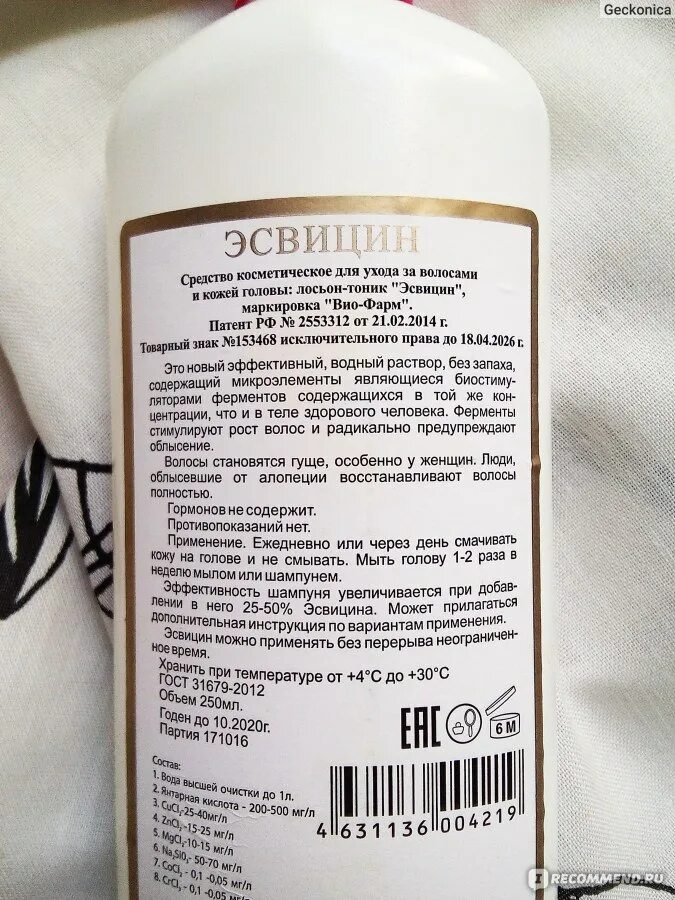 Geckonica
ЭСВИЦИН
Средство косметическое для ухода за волосами
и кожей головы: лосьон-тоник "Эсвицин",
маркировка "Вио-Фарм".
Патент РФ № 2553312 от 21.02.2014 г.
Товарный знак №153468 исключительного права до 18.04.2026 г.
Это новый эффективный, водный раствор, без запаха,
содержащий микроэлементы являющиеся биостиму-
ляторами ферментов содержащихся в той же кон-
центрации, что и в теле здорового человека. Ферменты
стимулируют рост волос и радикально предупреждают
облысение.
Волосы становятся гуще, особенно у женщин. Люди,
облысевшие от алопеции восстанавливают волосы
полностью.
Гормонов не содержит.
Противопоказаний нет.
Применение. Ежедневно или через день смачивать
кожу на голове и не смывать. Мыть голову 1-2 раза в
неделю мылом или шампунем.
Эффективность шампуня увеличивается при добав-
лении в него 25-50% Эсвицина. Может прилагаться
дополнительная инструкция по вариантам применения.
Эсвицин можно применять без перерыва неограничен-
ное время.
Хранить при температуре от +4°С до +30°С
ГОСТ 31679-2012
Объем 250мл.
Годен до 10.2020г.
Партия 171016
EAC
6 M
Состав:
1. Вода высшей очистки до 1л.
2. Янтарная кислота - 200-500 мг/л
3. CuCl₂-25-40мг/л
4. ZnCl₂-15-25 мг/л
5. MgCl₂-10-15 мг/л
6. Na₂SiO₃- 50-70 мг/л
7. CoCl₂ - 0,1 -0,05 мг/л
8. CrCl₃ - 0,1 -0,05 мг/л
4 631136 004219
I RECOMMEND.RU